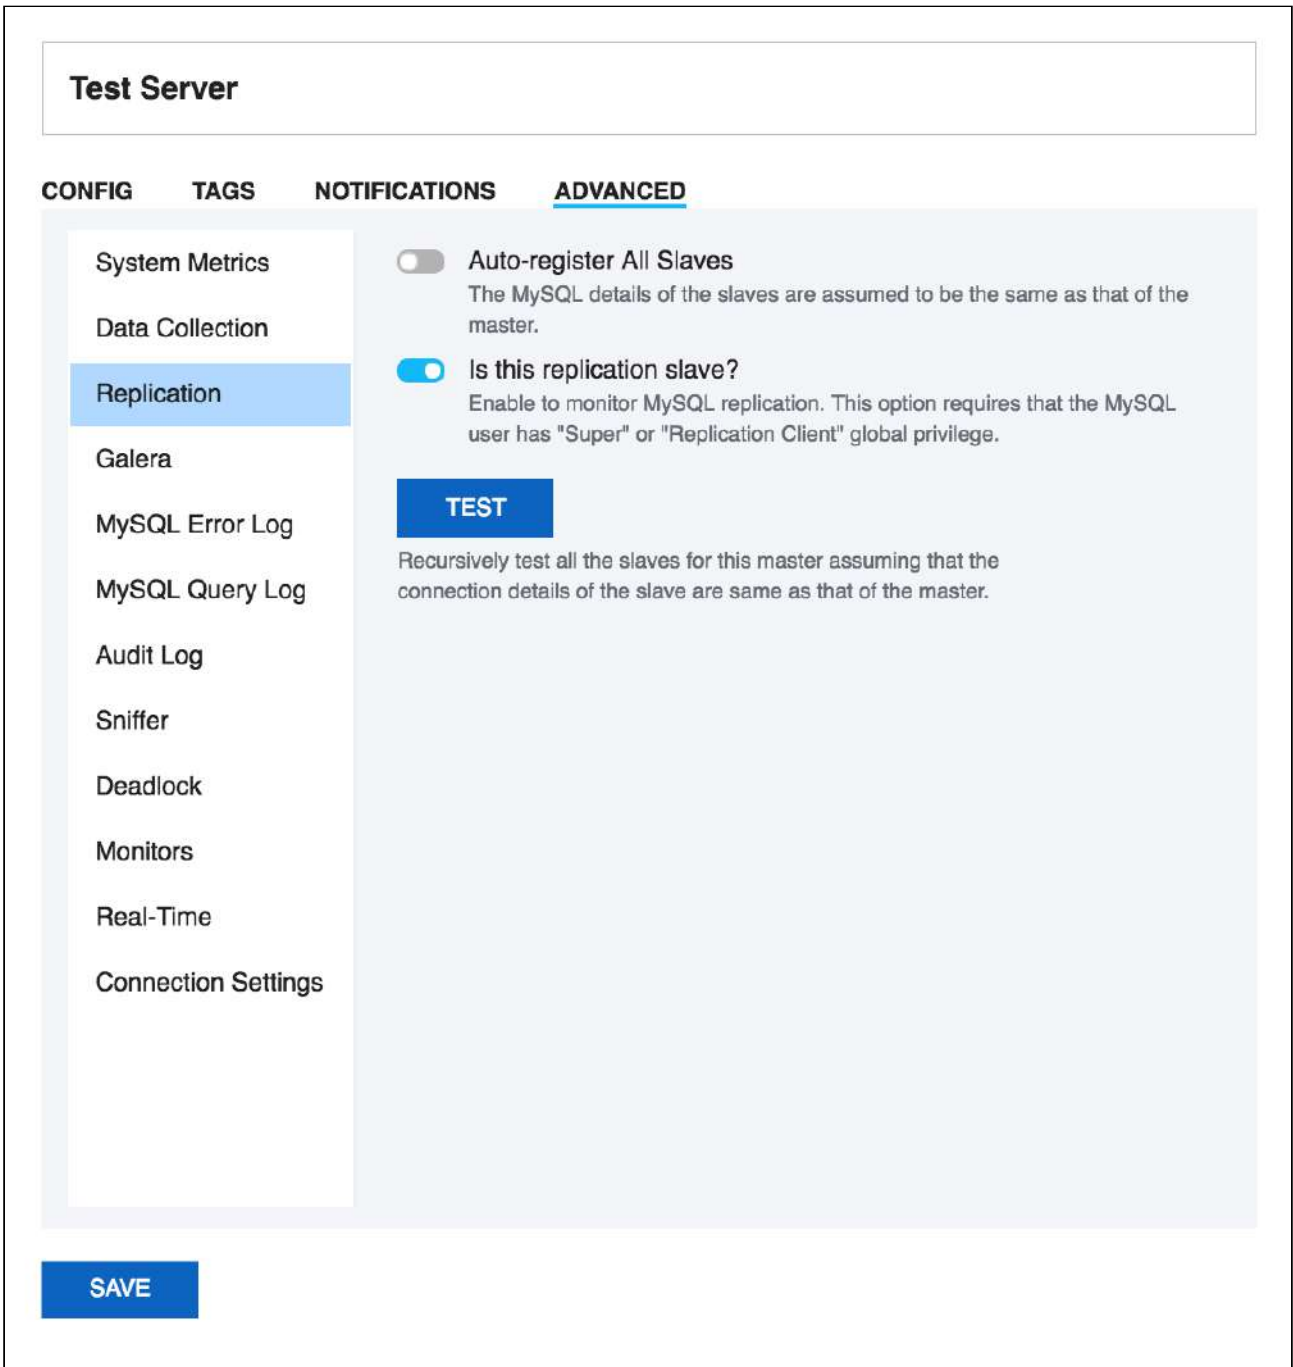 Test Server
CONFIG TAGS NOTIFICATIONS ADVANCED
System Metrics
Data Collection
Replication
Galera
MySQL Error Log
MySQL Query Log
Audit Log
Sniffer
Deadlock
Monitors
Real-Time
Connection Settings
Auto-register All Slaves
The MySQL details of the slaves are assumed to be the same as that of the
master.
Is this replication slave?
Enable to monitor MySQL replication. This option requires that the MySQL
user has "Super" or "Replication Client" global privilege.
TEST
Recursively test all the slaves for this master assuming that the
connection details of the slave are same as that of the master.
SAVE